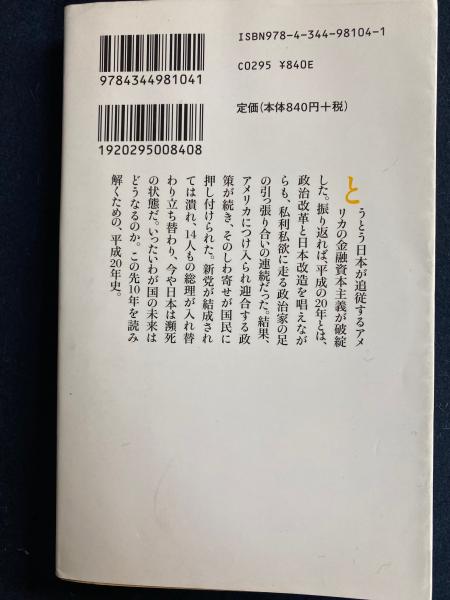 9784344981041
1920295008408
ISBN978-4-344-98104-1
C0295 ¥840E
定価(本体840円+税)
とうとう日本が追従するアメ
リカの金融資本主義が破綻
した。振り返れば、平成の20年とは、
政治改革と日本改造を唱えなが
らも、私利私欲に走る政治家の足
の引っ張り合いの連続だった。結果、
アメリカにつけ入られ迎合する政
策が続き、そのしわ寄せが国民に
押し付けられた。新党が結成され
ては潰れ、14人もの総理が入れ替
わり立ち替わり、今や日本は瀕死
の状態だ。いったいわが国の未来は
どうなるのか。この先10年を読み
解くための、平成20年史。